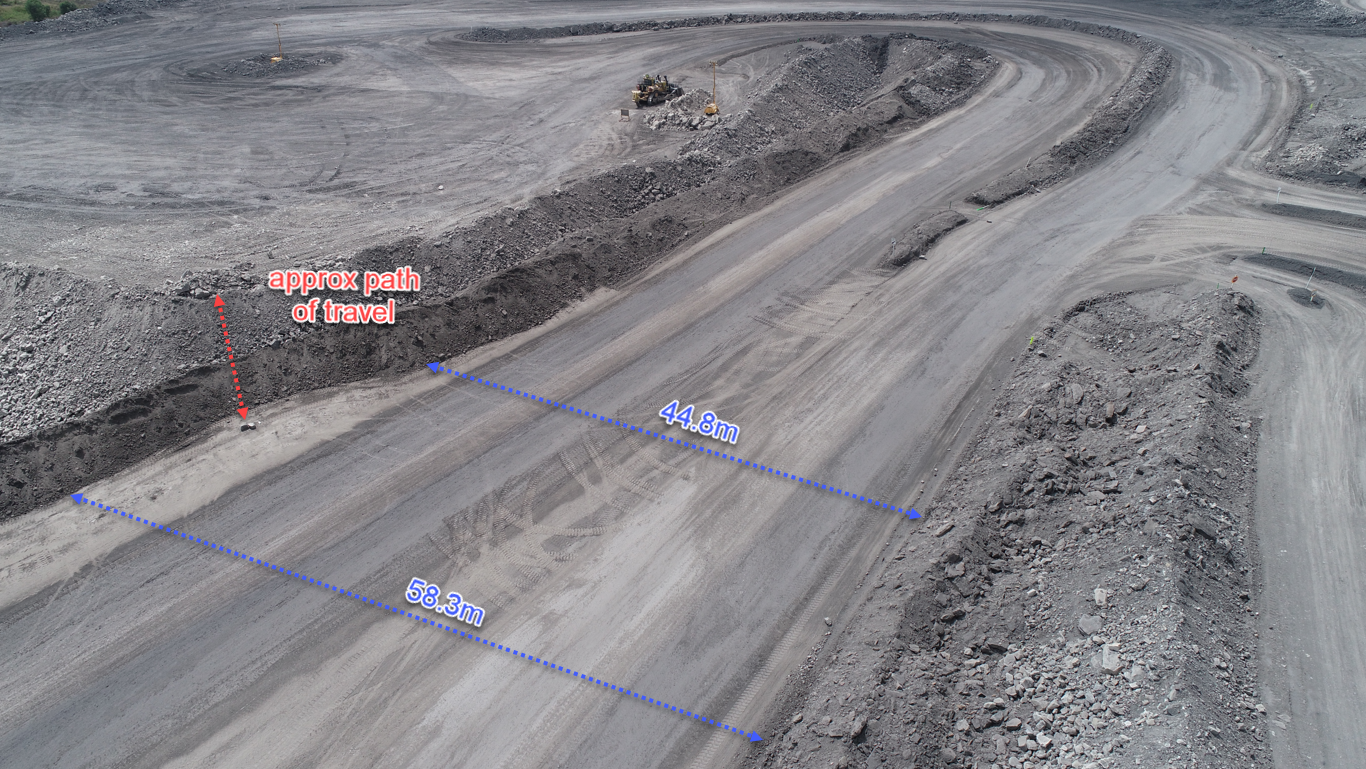 approx path
of travel
44.8m
58.3m